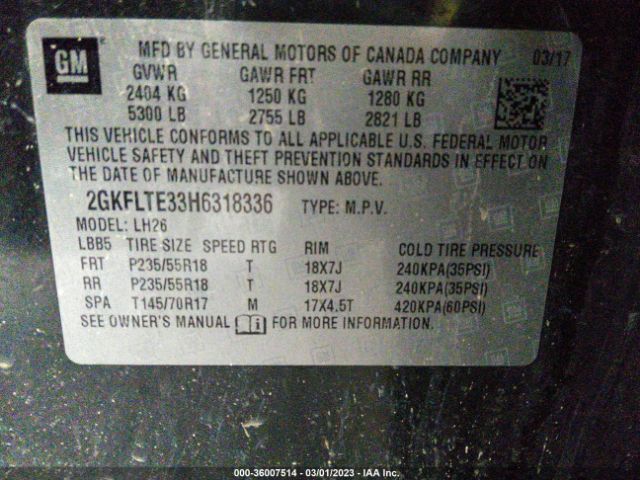 GM
MFD BY GENERAL MOTORS OF CANADA COMPANY 03/17
GVWR GAWR FRT GAWR RR
2404 KG 1250 KG 1280 KG
5300 LB 2755 LB 2821 LB
THIS VEHICLE CONFORMS TO ALL APPLICABLE U.S. FEDERAL MOTOR
VEHICLE SAFETY AND THEFT PREVENTION STANDARDS IN EFFECT ON
THE DATE OF MANUFACTURE SHOWN ABOVE.
2GKFLTE33H6318336 TYPE: M.P.V.
MODEL: LH26
LBB5 TIRE SIZE SPEED RTG RIM COLD TIRE PRESSURE
FRT P235/55R18 T 18X7J 240KPA(35PSI)
RR P235/55R18 T 18X7J 240KPA(35PSI)
SPA T145/70R17 M 17X4.5T 420KPA(60PSI)
SEE OWNER'S MANUAL FOR MORE INFORMATION.
000-36007514 - 03/01/2023 - IAA Inc.